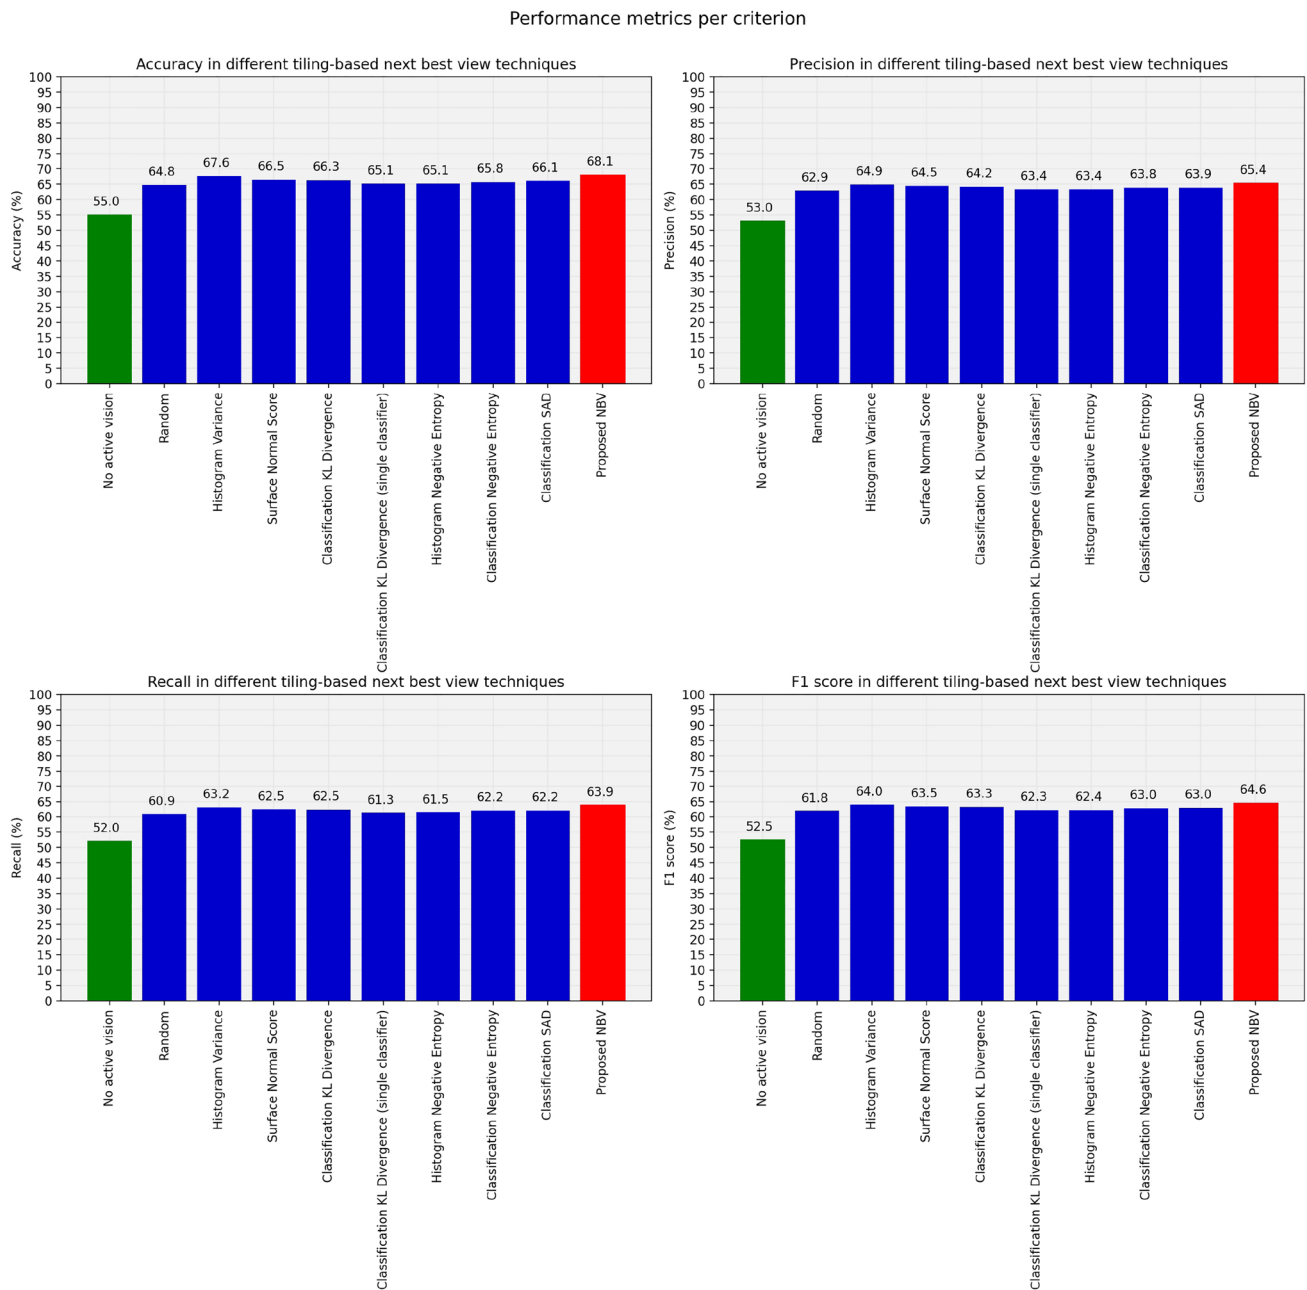 Performance metrics per criterion
Accuracy in different tiling-based next best view techniques
Accuracy (%)
100
95
90
85
80
75
70
65
60
55
50
45
40
35
30
25
20
15
10
5
0
55.0
64.8
67.6
66.5
66.3
65.1
65.1
65.8
66.1
68.1
No active vision
Random
Histogram Variance
Surface Normal Score
Classification KL Divergence
Classification KL Divergence (single classifier)
Histogram Negative Entropy
Classification Negative Entropy
Classification SAD
Proposed NBV
Precision in different tiling-based next best view techniques
Precision (%)
100
95
90
85
80
75
70
65
60
55
50
45
40
35
30
25
20
15
10
5
0
53.0
62.9
64.9
64.5
64.2
63.4
63.4
63.8
63.9
65.4
No active vision
Random
Histogram Variance
Surface Normal Score
Classification KL Divergence
Classification KL Divergence (single classifier)
Histogram Negative Entropy
Classification Negative Entropy
Classification SAD
Proposed NBV
Recall in different tiling-based next best view techniques
Recall (%)
100
95
90
85
80
75
70
65
60
55
50
45
40
35
30
25
20
15
10
5
0
52.0
60.9
63.2
62.5
62.5
61.3
61.5
62.2
62.2
63.9
No active vision
Random
Histogram Variance
Surface Normal Score
Classification KL Divergence
Classification KL Divergence (single classifier)
Histogram Negative Entropy
Classification Negative Entropy
Classification SAD
Proposed NBV
F1 score in different tiling-based next best view techniques
F1 score (%)
100
95
90
85
80
75
70
65
60
55
50
45
40
35
30
25
20
15
10
5
0
52.5
61.8
64.0
63.5
63.3
62.3
62.4
63.0
63.0
64.6
No active vision
Random
Histogram Variance
Surface Normal Score
Classification KL Divergence
Classification KL Divergence (single classifier)
Histogram Negative Entropy
Classification Negative Entropy
Classification SAD
Proposed NBV